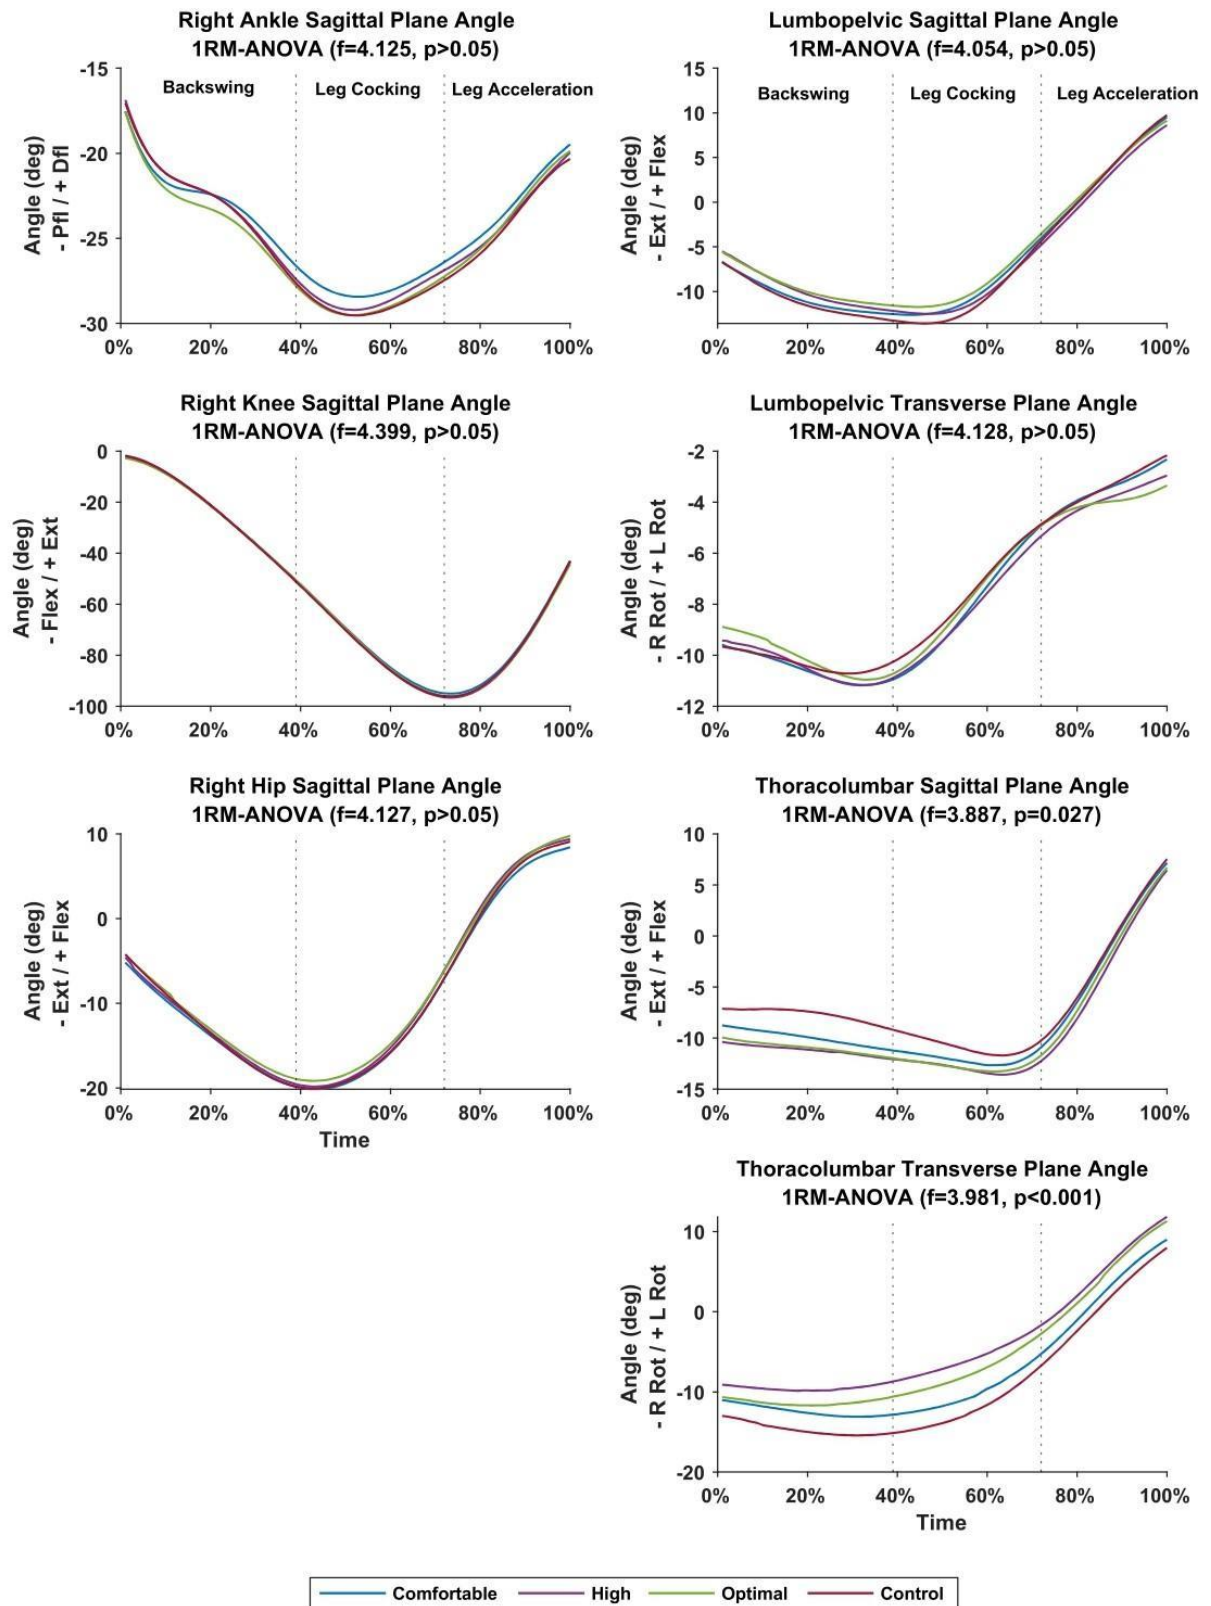 Right Ankle Sagittal Plane Angle
1RM-ANOVA (f=4.125, p>0.05)
Backswing
Leg Cocking
Leg Acceleration
Angle (deg)
- Pfl / + Dfl
-15
-20
-25
-30
0% 20% 40% 60% 80% 100%
Right Knee Sagittal Plane Angle
1RM-ANOVA (f=4.399, p>0.05)
Angle (deg)
- Flex / + Ext
0
-20
-40
-60
-80
-100
0% 20% 40% 60% 80% 100%
Right Hip Sagittal Plane Angle
1RM-ANOVA (f=4.127, p>0.05)
Angle (deg)
- Ext / + Flex
10
0
-10
-20
0% 20% 40% 60% 80% 100%
Time
Lumbopelvic Sagittal Plane Angle
1RM-ANOVA (f=4.054, p>0.05)
Backswing
Leg Cocking
Leg Acceleration
Angle (deg)
- Ext / + Flex
10
5
0
-5
-10
0% 20% 40% 60% 80% 100%
Lumbopelvic Transverse Plane Angle
1RM-ANOVA (f=4.128, p>0.05)
Angle (deg)
- R Rot / + L Rot
-2
-4
-6
-8
-10
-12
0% 20% 40% 60% 80% 100%
Thoracolumbar Sagittal Plane Angle
1RM-ANOVA (f=3.887, p=0.027)
Angle (deg)
- Ext / + Flex
10
5
0
-5
-10
-15
0% 20% 40% 60% 80% 100%
Thoracolumbar Transverse Plane Angle
1RM-ANOVA (f=3.981, p<0.001)
Angle (deg)
- R Rot / + L Rot
10
0
-10
-20
0% 20% 40% 60% 80% 100%
Time
Comfortable High Optimal Control